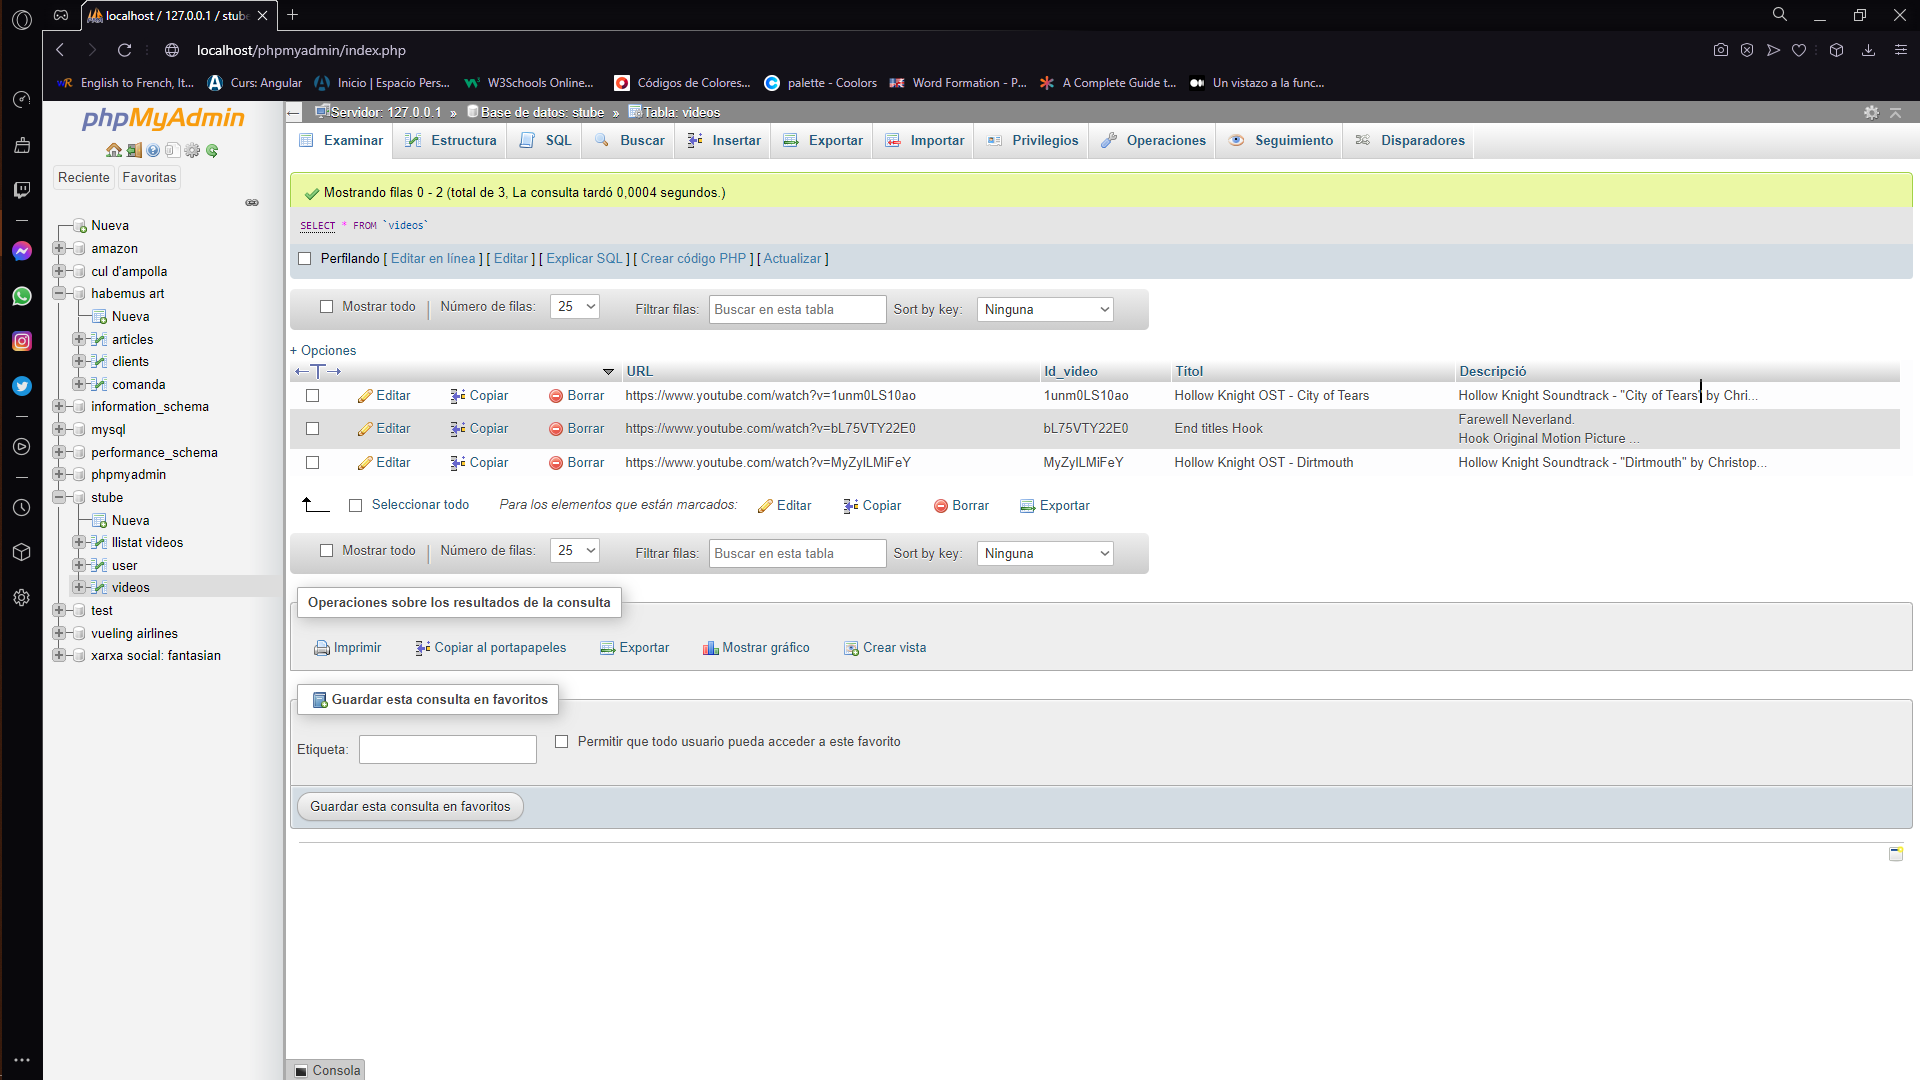 localhost / 127.0.0.1 / stube
localhost/phpmyadmin/index.php
English to French, It...
Curs: Angular
Inicio | Espacio Pers...
W3Schools Online...
Códigos de Colores...
palette - Coolors
Word Formation - P...
A Complete Guide t...
Un vistazo a la func...
phpMyAdmin
Reciente
Favoritas
Nueva
amazon
cul d'ampolla
habemus art
Nueva
articles
clients
comanda
information_schema
mysql
performance_schema
phpmyadmin
stube
Nueva
llistat videos
user
videos
test
vueling airlines
xarxa social: fantasian
Servidor: 127.0.0.1 » Base de datos: stube » Tabla: videos
Examinar
Estructura
SQL
Buscar
Insertar
Exportar
Importar
Privilegios
Operaciones
Seguimiento
Disparadores
Mostrando filas 0 - 2 (total de 3, La consulta tardó 0,0004 segundos.)
SELECT * FROM `videos`
Perfilando [ Editar en línea ] [ Editar ] [ Explicar SQL ] [ Crear código PHP ] [ Actualizar ]
Mostrar todo | Número de filas: 25 Filtrar filas: Buscar en esta tabla Sort by key: Ninguna
+ Opciones
←T→ URL Id_video Títol Descripció
Editar Copiar Borrar https://www.youtube.com/watch?v=1unm0LS10ao 1unm0LS10ao Hollow Knight OST - City of Tears Hollow Knight Soundtrack - "City of Tears" by Chri...
Editar Copiar Borrar https://www.youtube.com/watch?v=bL75VTY22E0 bL75VTY22E0 End titles Hook Farewell Neverland.
Hook Original Motion Picture ...
Editar Copiar Borrar https://www.youtube.com/watch?v=MyZylLMiFeY MyZylLMiFeY Hollow Knight OST - Dirtmouth Hollow Knight Soundtrack - "Dirtmouth" by Christop...
Seleccionar todo Para los elementos que están marcados: Editar Copiar Borrar Exportar
Mostrar todo | Número de filas: 25 Filtrar filas: Buscar en esta tabla Sort by key: Ninguna
Operaciones sobre los resultados de la consulta
Imprimir Copiar al portapapeles Exportar Mostrar gráfico Crear vista
Guardar esta consulta en favoritos
Etiqueta: Permitir que todo usuario pueda acceder a este favorito
Guardar esta consulta en favoritos
Consola